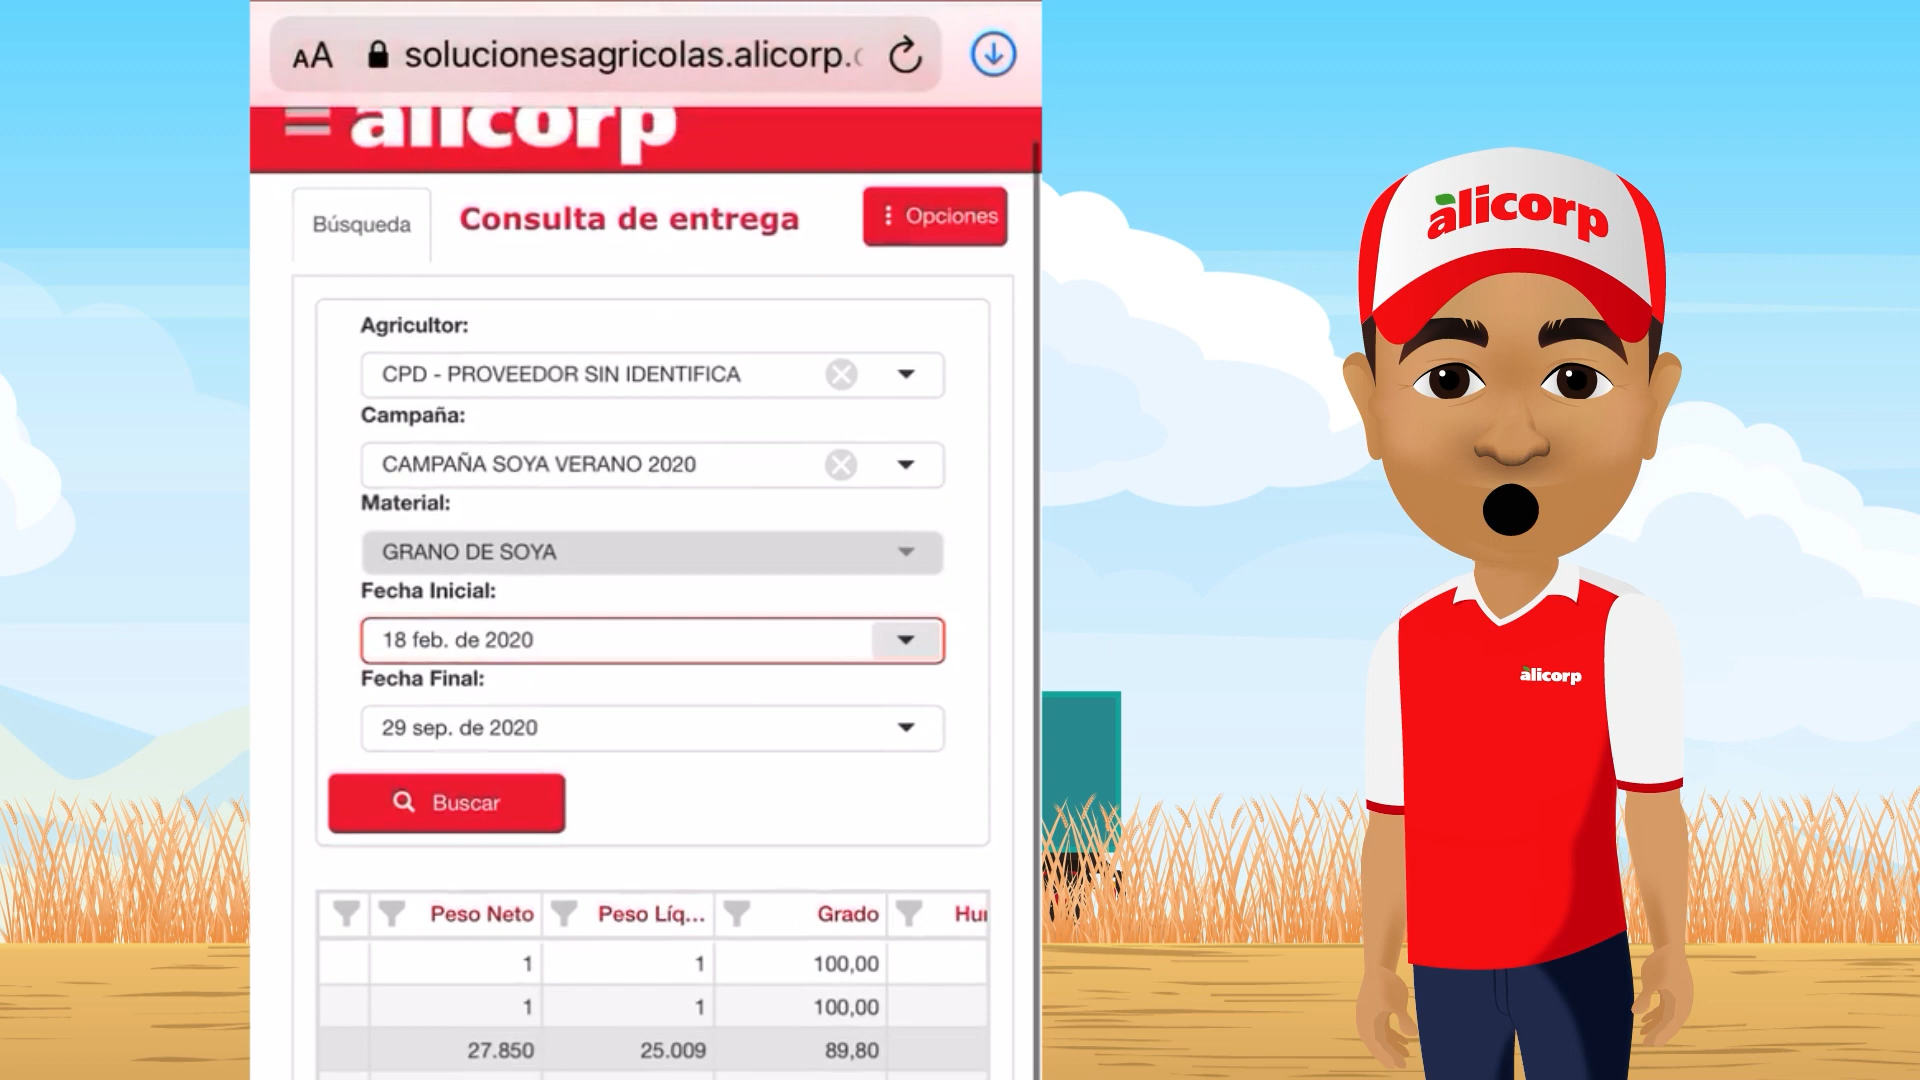 AA solucionesagricolas.alicorp.
alicorp
Búsqueda
Consulta de entrega
Opciones
Agricultor:
CPD - PROVEEDOR SIN IDENTIFICA
Campaña:
CAMPAÑA SOYA VERANO 2020
Material:
GRANO DE SOYA
Fecha Inicial:
18 feb. de 2020
Fecha Final:
29 sep. de 2020
Buscar
Peso Neto Peso Líq... Grado
1 1 100,00
1 1 100,00
27.850 25.009 89,80
alicorp
alicorp